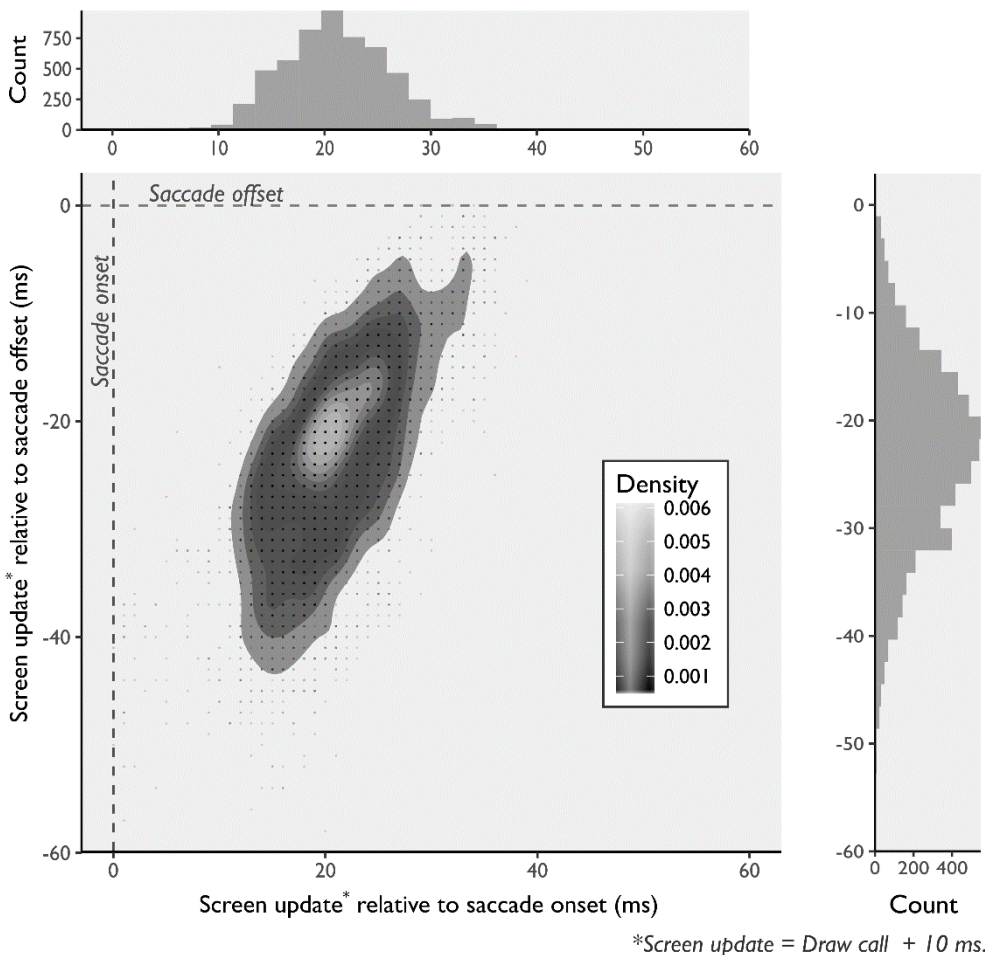 Count
750
500
250
0
0 10 20 30 40 50 60
Screen update* relative to saccade offset (ms)
0
-20
-40
-60
Saccade offset
Saccade onset
Density
0.006
0.005
0.004
0.003
0.002
0.001
0 20 40 60
Screen update* relative to saccade onset (ms)
0
-10
-20
-30
-40
-50
-60
0 200 400
Count
*Screen update = Draw call + 10 ms.